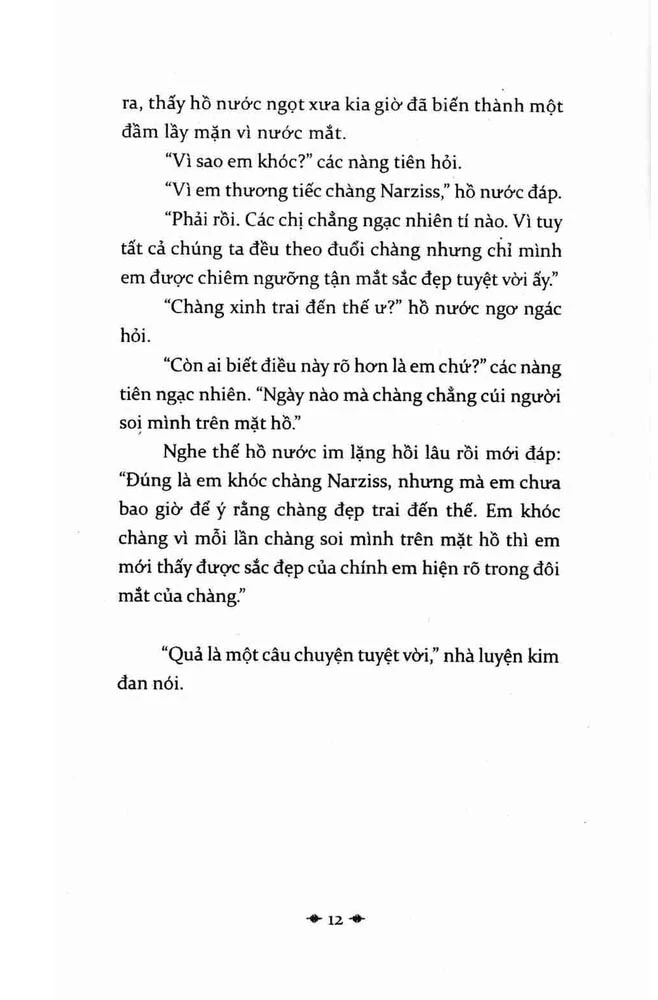 ra, thấy hồ nước ngọt xưa kia giờ đã biến thành một
đầm lầy mặn vì nước mắt.
“Vì sao em khóc?” các nàng tiên hỏi.
“Vì em thương tiếc chàng Narziss,” hồ nước đáp.
“Phải rồi. Các chị chẳng ngạc nhiên tí nào. Vì tuy
tất cả chúng ta đều theo đuổi chàng nhưng chỉ mình
em được chiêm ngưỡng tận mắt sắc đẹp tuyệt vời ấy.”
“Chàng xinh trai đến thế ư?” hồ nước ngơ ngác
hỏi.
“Còn ai biết điều này rõ hơn là em chứ?” các nàng
tiên ngạc nhiên. “Ngày nào mà chàng chẳng cúi người
soi mình trên mặt hồ.”
Nghe thế hồ nước im lặng hồi lâu rồi mới đáp:
“Đúng là em khóc chàng Narziss, nhưng mà em chưa
bao giờ để ý rằng chàng đẹp trai đến thế. Em khóc
chàng vì mỗi lần chàng soi mình trên mặt hồ thì em
mới thấy được sắc đẹp của chính em hiện rõ trong đôi
mắt của chàng.”
“Quả là một câu chuyện tuyệt vời,” nhà luyện kim
đan nói.
12